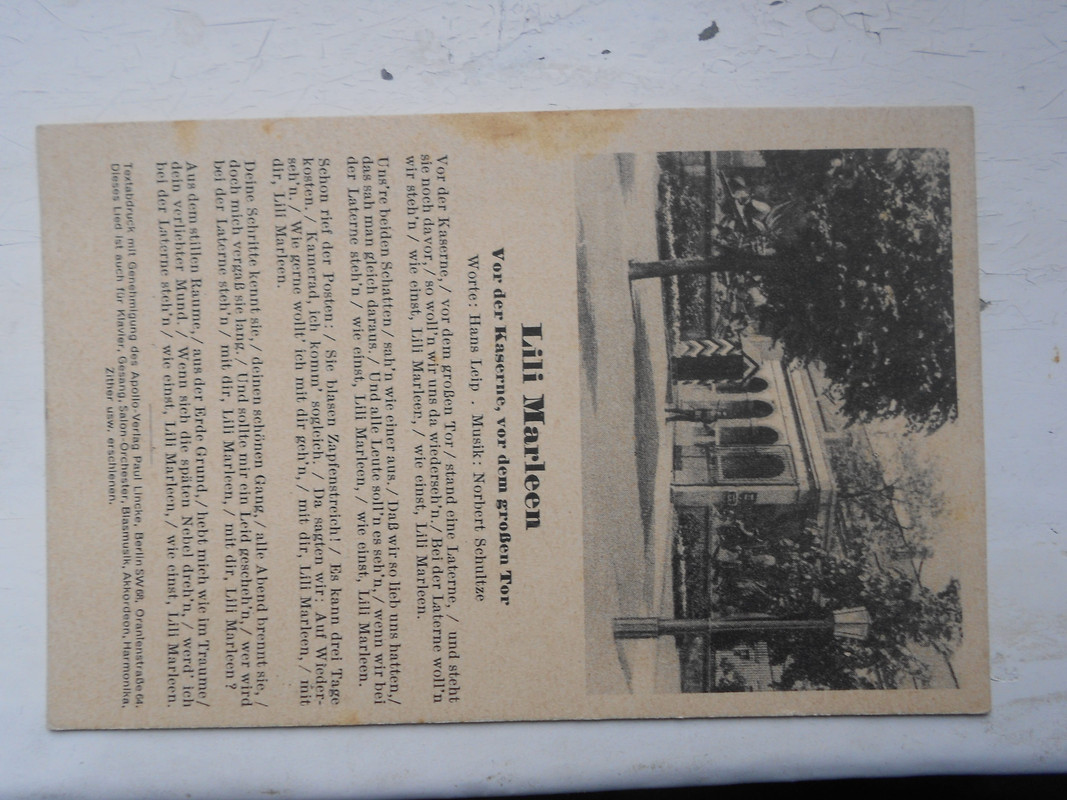 Lili Marleen
Vor der Kaserne, vor dem großen Tor
Worte: Hans Leip . Musik: Norbert Schultze
Vor der Kaserne, / vor dem großen Tor / stand eine Laterne, / und steht
sie noch davor, / so woll'n wir uns da wiederseh'n. / Bei der Laterne woll'n
wir steh'n / wie einst, Lili Marleen, / wie einst, Lili Marleen.
Uns're beiden Schatten / sah'n wie einer aus. / Daß wir so lieb uns hatten, /
das sah man gleich daraus. / Und alle Leute soll'n es seh'n, / wenn wir bei
der Laterne steh'n / wie einst, Lili Marleen, / wie einst, Lili Marleen.
Schon rief der Posten: / Sie blasen Zapfenstreich! / Es kann drei Tage
kosten. / Kamerad, ich komm' sogleich. / Da sagten wir: Auf Wieder-
seh'n. / Wie gerad wollt' ich mit dir geh'n, / mit dir, Lili Marleen, / mit
dir, Lili Marleen.
Deine Schritte kennt sie, / deinen schönen Gang, / alle Abend brennt sie, /
doch mich vergaß sie lang. / Und sollte mir ein Leid gescheh'n, / wer wird
bei der Laterne steh'n / mit dir, Lili Marleen, / mit dir, Lili Marleen?
Aus dem stillen Raume, / aus der Erde Grund, / hebt mich wie im Traume /
dein verliebter Mund. / Wenn sich die späten Nebel dreh'n, / werd' ich
bei der Laterne steh'n / wie einst, Lili Marleen, / wie einst, Lili Marleen.
Textabdruck mit Genehmigung des Apollo-Verlag Paul Lincke, Berlin SW 68, Oranienstraße 64.
Dieses Lied ist auch für Klavier, Gesang, Salon-Orchester, Blasmusik, Akkordeon, Harmonika,
Zither usw. erschienen.